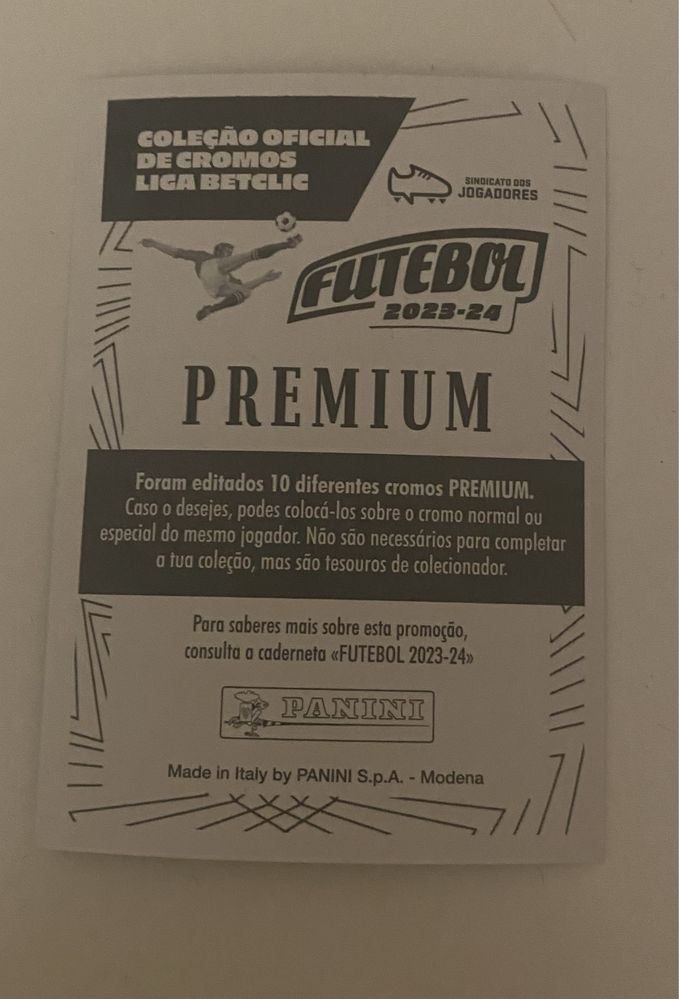 COLEÇÃO OFICIAL
DE CROMOS
LIGA BETCLIC
SINDICATO DOS
JOGADORES
FUTEBOL
2023-24
PREMIUM
Foram editados 10 diferentes cromos PREMIUM.
Caso o desejes, podes colocá-los sobre o cromo normal ou
especial do mesmo jogador. Não são necessários para completar
a tua coleção, mas são tesouros de colecionador.
Para saberes mais sobre esta promoção,
consulta a caderneta «FUTEBOL 2023-24»
PANINI
Made in Italy by PANINI S.p.A. - Modena